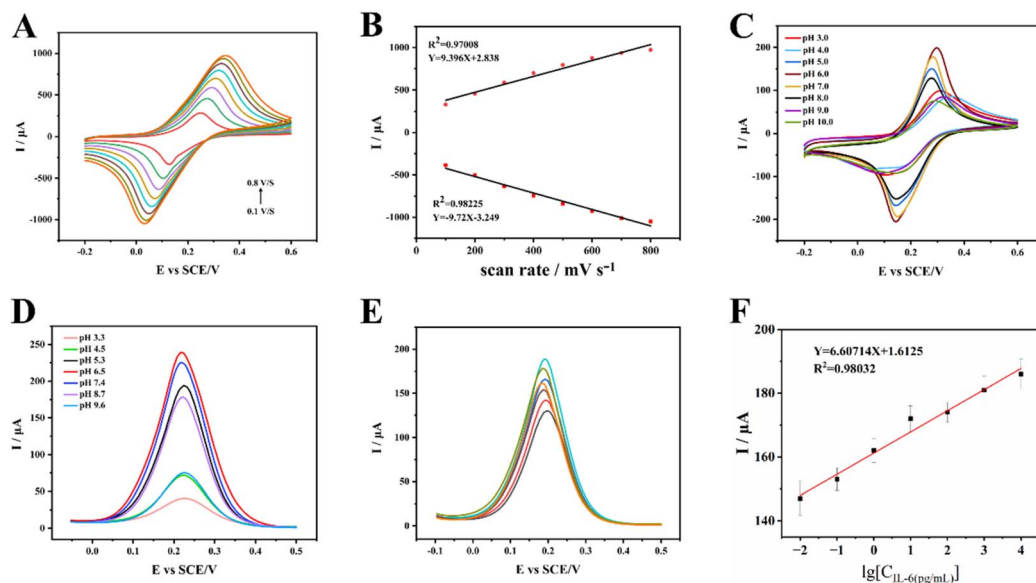 A
I / μA
1000
500
0
-500
-1000
0.8 V/S
0.1 V/S
-0.2
0.0
0.2
0.4
0.6
E vs SCE/V
B
I / μA
1000
500
0
-500
-1000
R²=0.97008
Y=9.396X+2.838
R²=0.98225
Y=-9.72X-3.249
0
200
400
600
800
scan rate / mV s⁻¹
C
I / μA
200
100
0
-100
-200
pH 3.0
pH 4.0
pH 5.0
pH 6.0
pH 7.0
pH 8.0
pH 9.0
pH 10.0
-0.2
0.0
0.2
0.4
0.6
E vs SCE/V
D
I / μA
250
200
150
100
50
0
pH 3.3
pH 4.5
pH 5.3
pH 6.5
pH 7.4
pH 8.7
pH 9.6
0.0
0.1
0.2
0.3
0.4
0.5
E vs SCE/V
E
I / μA
200
150
100
50
0
-0.1
0.0
0.1
0.2
0.3
0.4
0.5
E vs SCE/V
F
I / μA
200
180
160
140
Y=6.60714X+1.6125
R²=0.98032
−2
−1
0
1
2
3
4
lg[C_IL-6(pg/mL)]